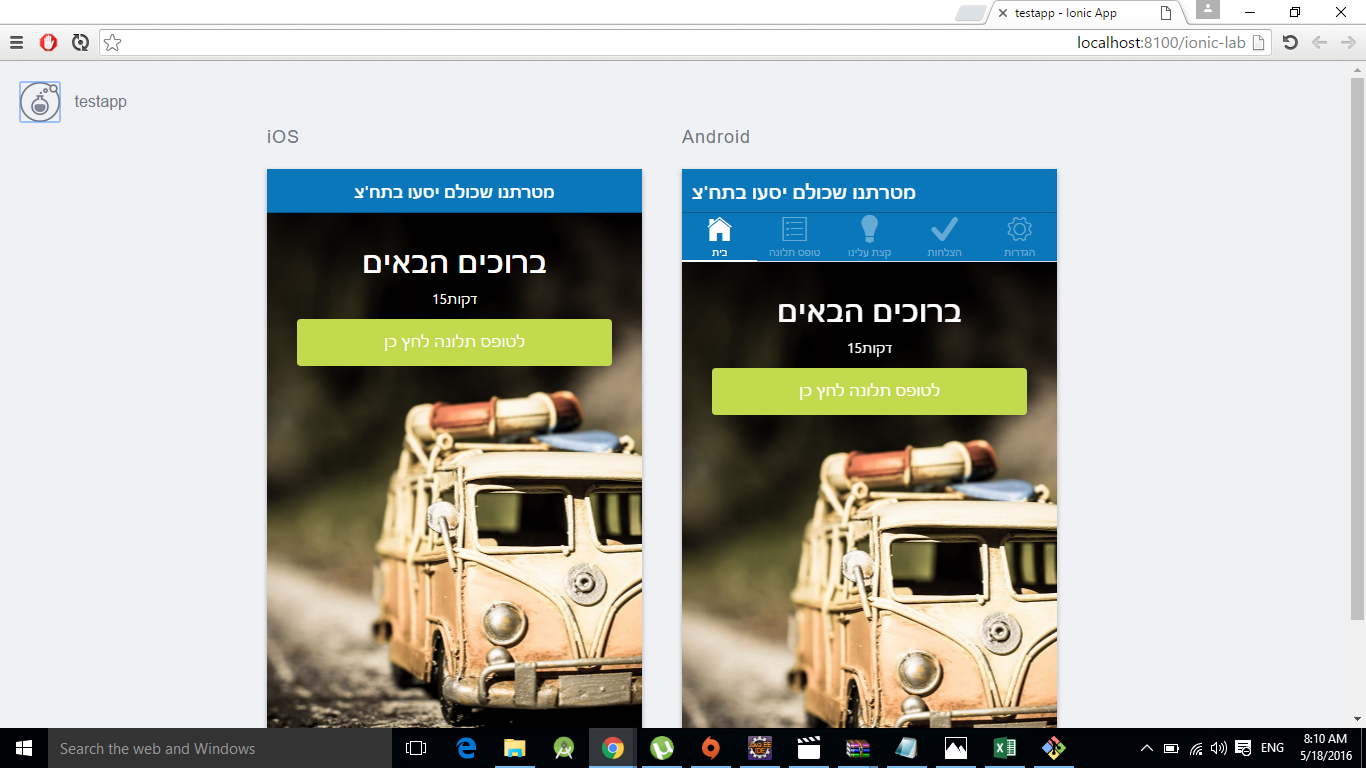 testapp - Ionic App
localhost:8100/ionic-lab
testapp
iOS
Android
מטרתנו שכולם יסעו בתח'צ
ברוכים הבאים
דקות15
לטופס תלונה לחץ כן
מטרתנו שכולם יסעו בתח'צ
בית
טופס תלונה
קצת עלינו
הצלחות
הגדרות
ברוכים הבאים
דקות15
לטופס תלונה לחץ כן
Search the web and Windows
ENG
8:10 AM
5/18/2016